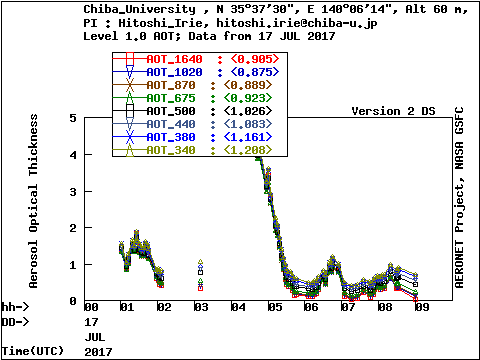 Chiba_University , N 35°37'30", E 140°06'14", Alt 60 m,
PI : Hitoshi_Irie, hitoshi.irie@chiba-u.jp
Level 1.0 AOT; Data from 17 JUL 2017
AOT_1640 : <0.905>
AOT_1020 : <0.875>
AOT_870 : <0.889>
AOT_675 : <0.923>
AOT_500 : <1.026>
AOT_440 : <1.083>
AOT_380 : <1.161>
AOT_340 : <1.208>
Version 2 DS
Aerosol Optical Thickness
AERONET Project, NASA GSFC
5
4
3
2
1
0
hh-> 00 01 02 03 04 05 06 07 08 09
DD-> 17
JUL
Time(UTC) 2017